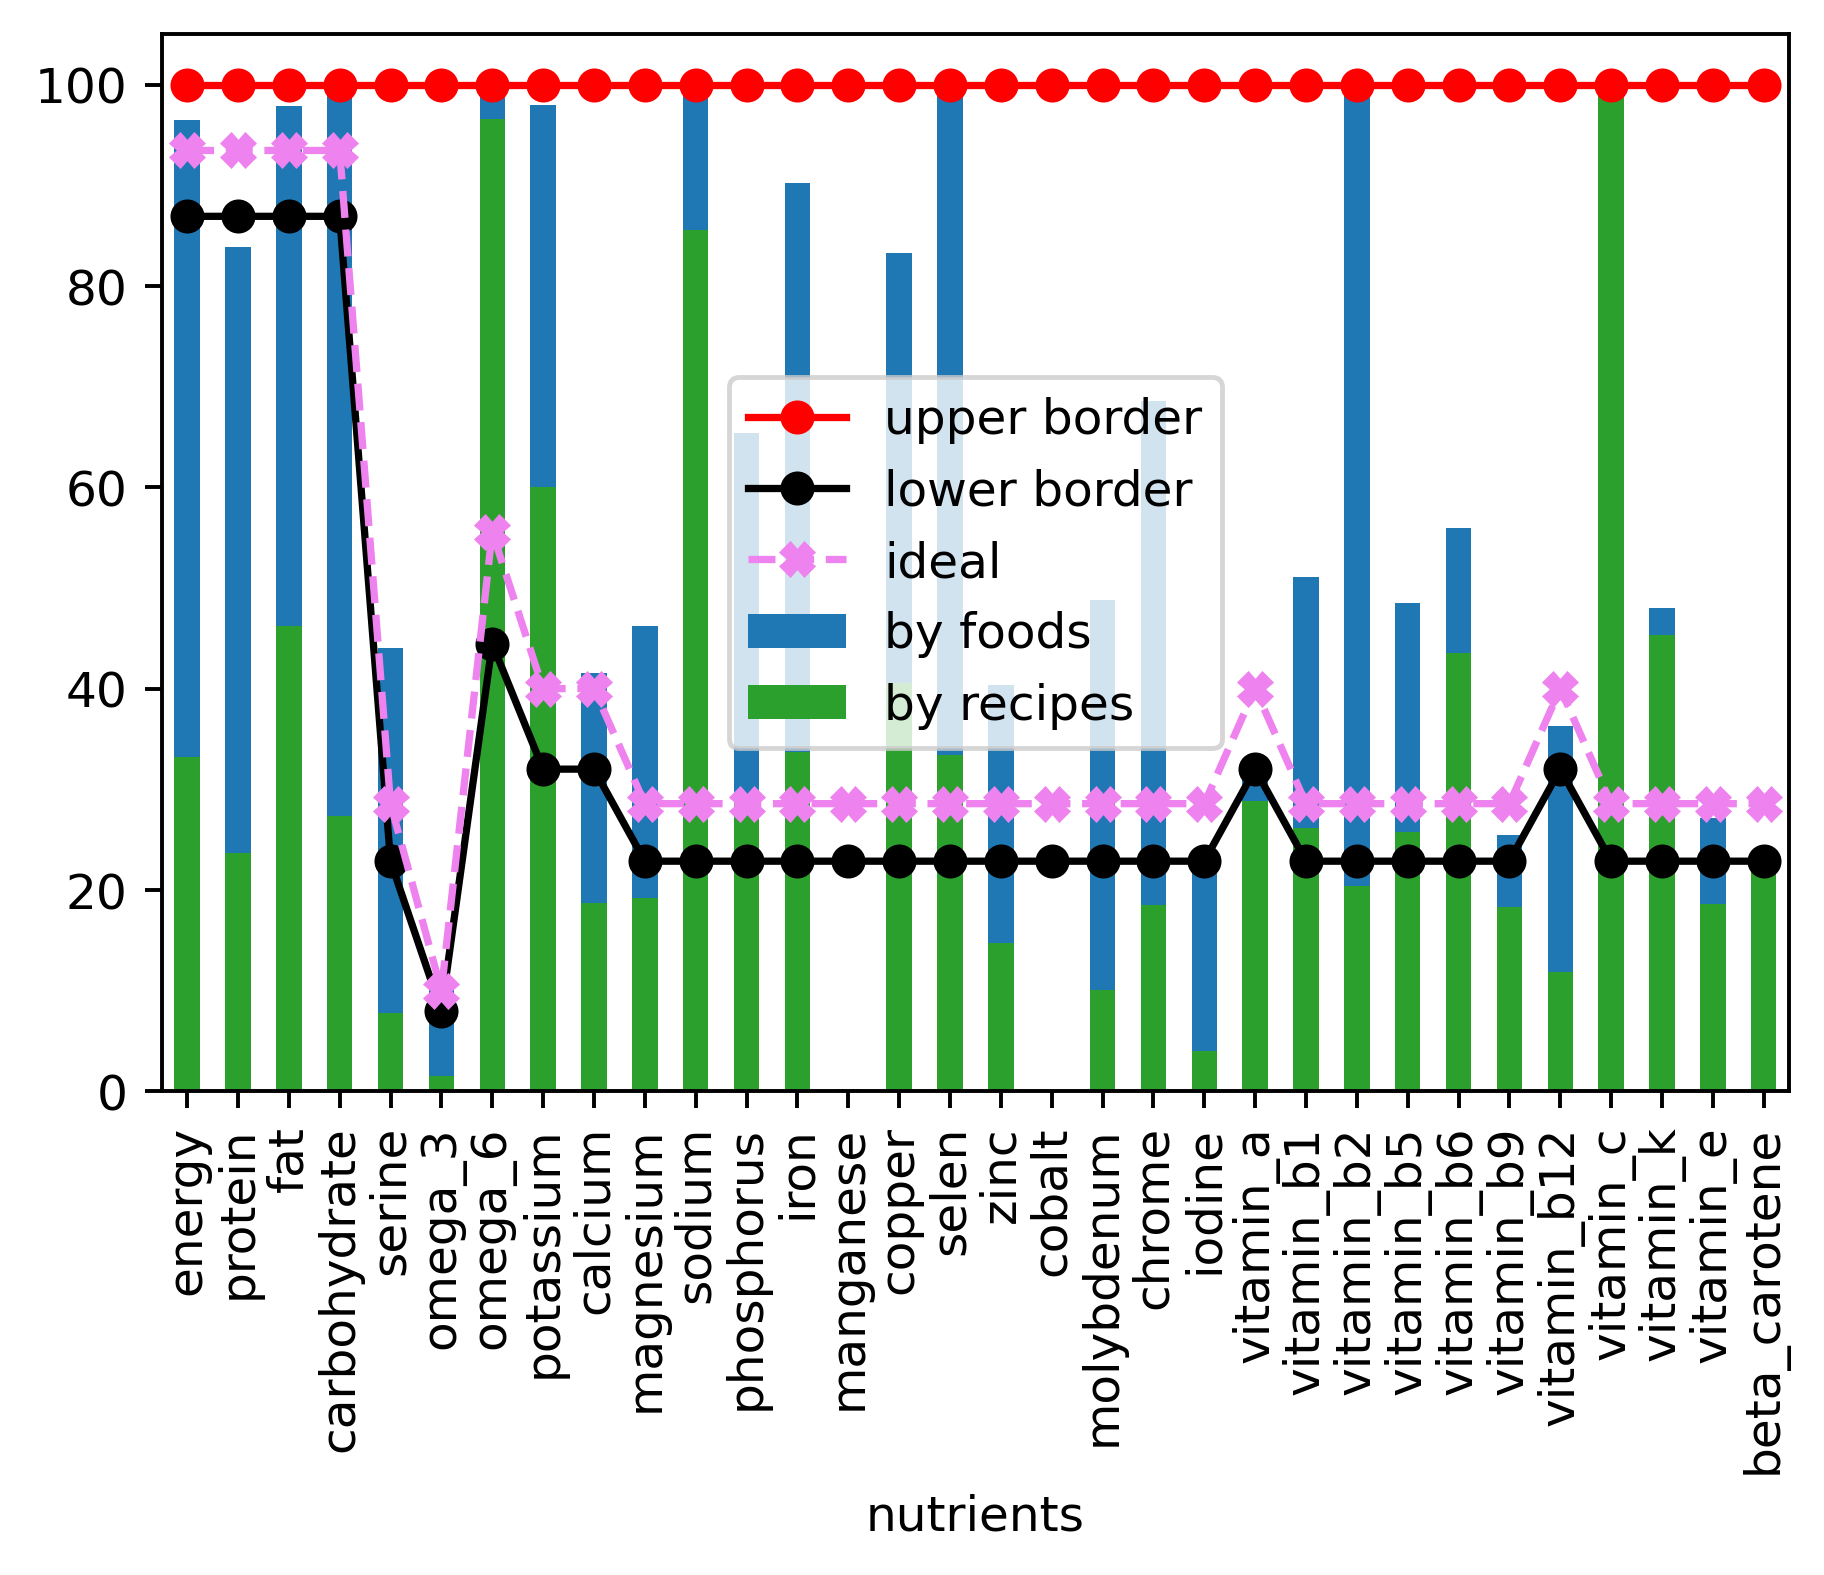 100
80
60
40
20
0
upper border
lower border
ideal
by foods
by recipes
energy
protein
fat
carbohydrate
serine
omega_3
omega_6
potassium
calcium
magnesium
sodium
phosphorus
iron
manganese
copper
selen
zinc
cobalt
molybdenum
chrome
iodine
vitamin_a
vitamin_b1
vitamin_b2
vitamin_b5
vitamin_b6
vitamin_b9
vitamin_b12
vitamin_c
vitamin_k
vitamin_e
beta_carotene
nutrients